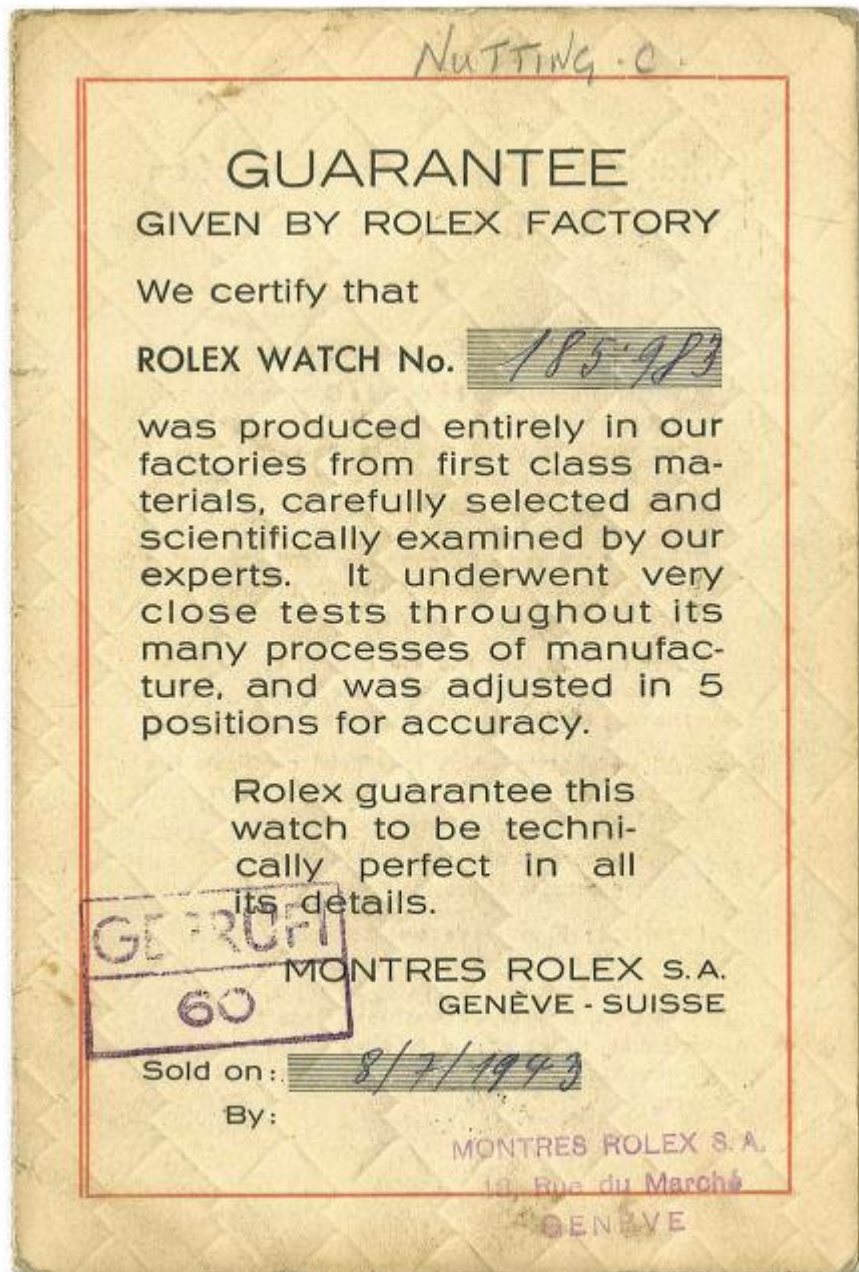 NUTTING . C .
GUARANTEE
GIVEN BY ROLEX FACTORY
We certify that
ROLEX WATCH No. 185'983
was produced entirely in our
factories from first class ma-
terials, carefully selected and
scientifically examined by our
experts. It underwent very
close tests throughout its
many processes of manufac-
ture, and was adjusted in 5
positions for accuracy.
Rolex guarantee this
watch to be techni-
cally perfect in all
its details.
GEPRÜFT
60
MONTRES ROLEX S.A.
GENÈVE - SUISSE
Sold on: 8/7/1943
By:
MONTRES ROLEX S. A.
18, Rue du Marché
GENÈVE